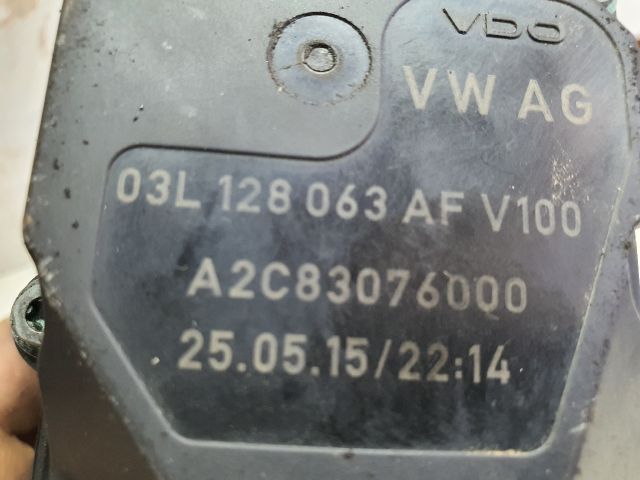 VDO
VW AG
03L 128 063 AF V100
A2C83076000
25.05.15/22:14